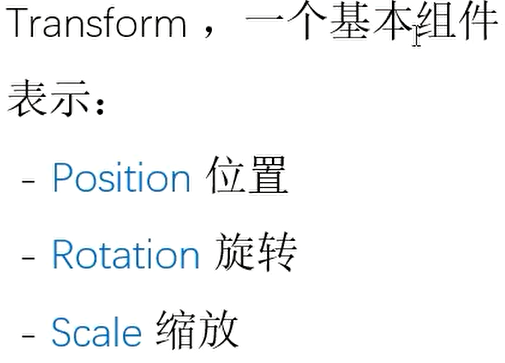 Transform ，一个基本组件
表示：
- Position 位置
- Rotation 旋转
- Scale 缩放